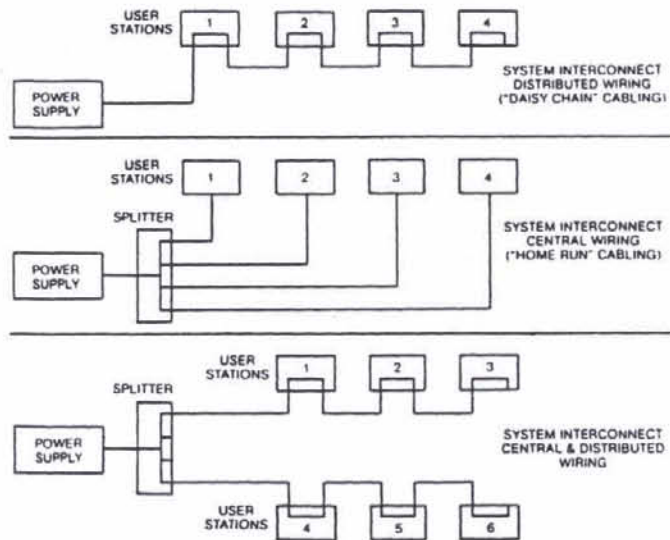 USER
STATIONS
1
2
3
4
POWER
SUPPLY
SYSTEM INTERCONNECT
DISTRIBUTED WIRING
("DAISY CHAIN" CABLING)
USER
STATIONS
1
2
3
4
SPLITTER
POWER
SUPPLY
SYSTEM INTERCONNECT
CENTRAL WIRING
("HOME RUN" CABLING)
USER
STATIONS
1
2
3
SPLITTER
POWER
SUPPLY
SYSTEM INTERCONNECT
CENTRAL & DISTRIBUTED
WIRING
USER
STATIONS
4
5
6